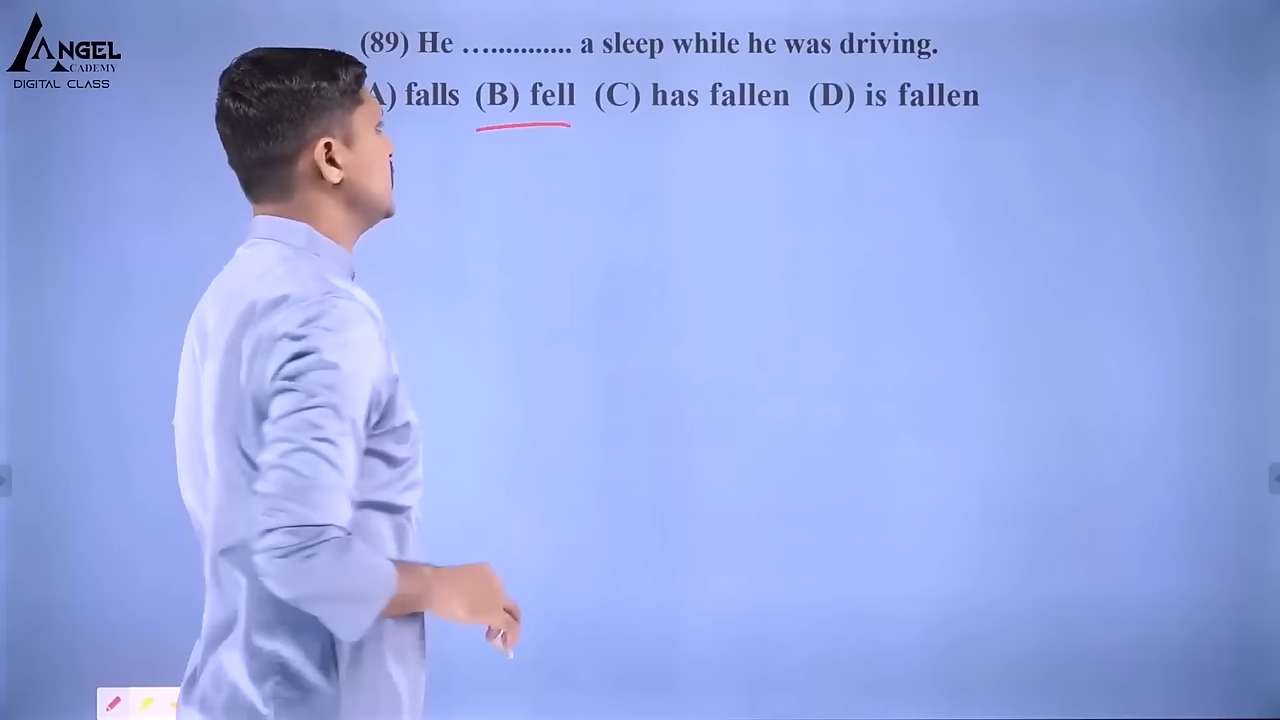 ANGEL
ACADEMY
DIGITAL CLASS
(89) He .............. a sleep while he was driving.
A) falls (B) fell (C) has fallen (D) is fallen